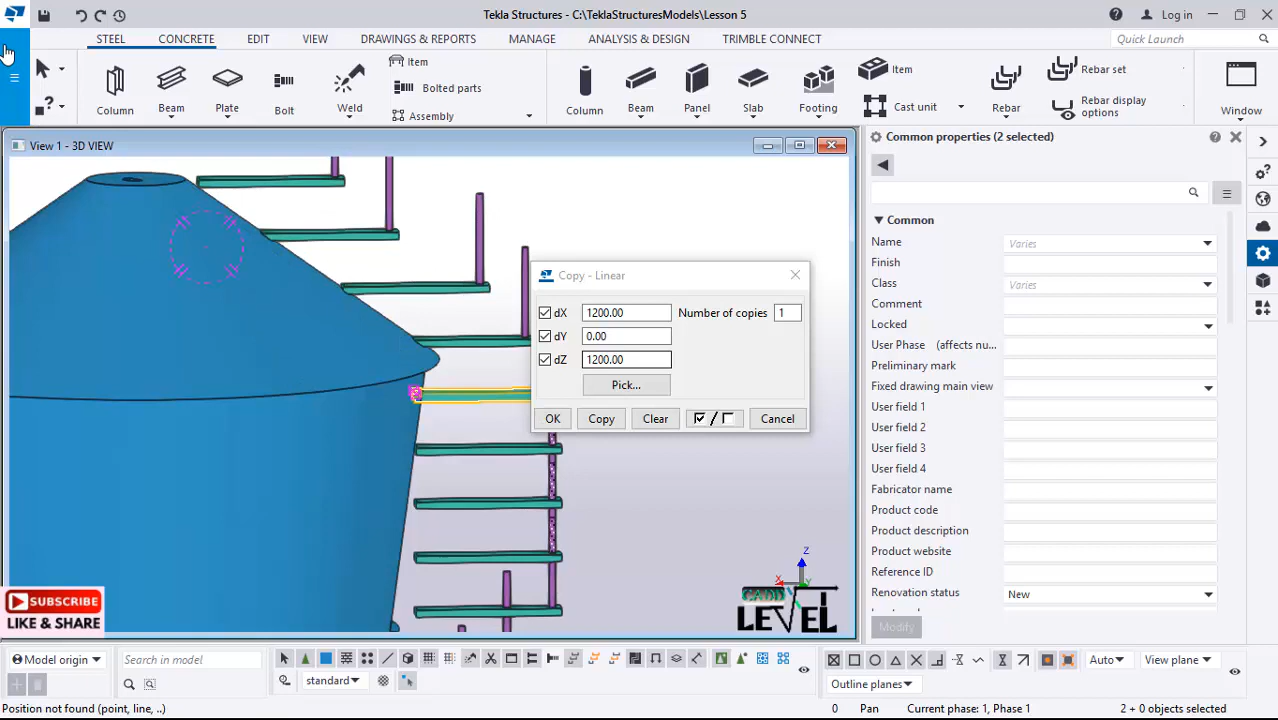 Tekla Structures - C:\TeklaStructuresModels\Lesson 5
Log in
STEEL CONCRETE EDIT VIEW DRAWINGS & REPORTS MANAGE ANALYSIS & DESIGN TRIMBLE CONNECT Quick Launch
Column Beam Plate Bolt Weld
Item
Bolted parts
Assembly
Column Beam Panel Slab Footing
Item
Cast unit
Rebar
Rebar set
Rebar display options
Window
View 1 - 3D VIEW
Common properties (2 selected)
Copy - Linear
dX 1200.00 Number of copies 1
dY 0.00
dZ 1200.00
Pick...
OK Copy Clear / Cancel
Common
Name Varies
Finish
Class Varies
Comment
Locked
User Phase (affects nu...
Preliminary mark
Fixed drawing main view
User field 1
User field 2
User field 3
User field 4
Fabricator name
Product code
Product description
Product website
Reference ID
Renovation status New
Modify
SUBSCRIBE
LIKE & SHARE
Z
X
Y
CADD
LEVEL
Model origin
Search in model
standard
Auto
View plane
Outline planes
Position not found (point, line, ..)
0 Pan Current phase: 1, Phase 1 2 + 0 objects selected